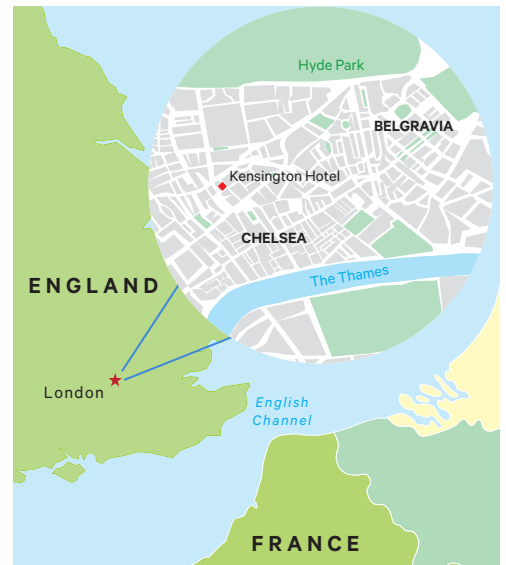 Hyde Park
BELGRAVIA
Kensington Hotel
CHELSEA
The Thames
ENGLAND
London
English
Channel
FRANCE